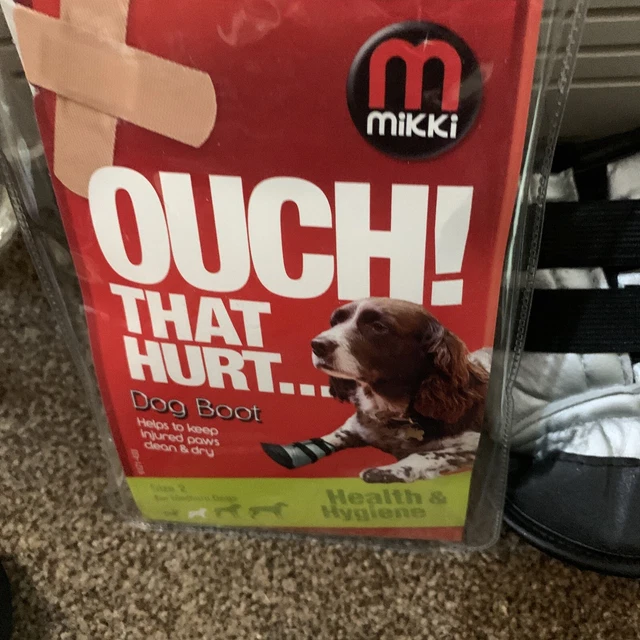 m
mikki
OUCH!
THAT
HURT...
Dog Boot
Helps to keep
injured paws
clean & dry
Size 2
Health &
Hygiene